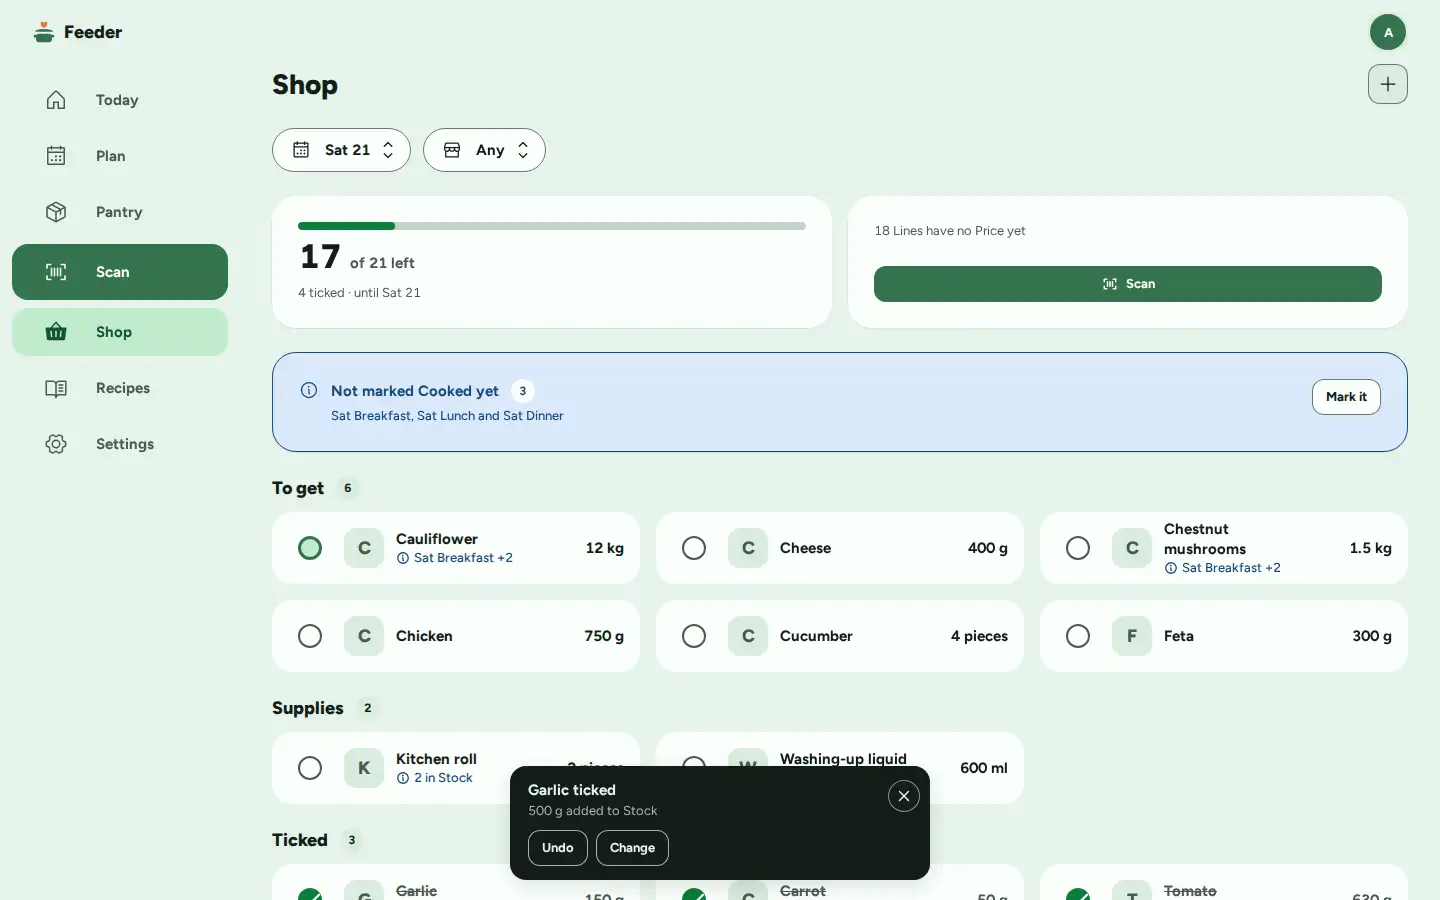 Feeder
A
Today
Plan
Pantry
Scan
Shop
Recipes
Settings
Shop
Sat 21
Any
17 of 21 left
4 ticked · until Sat 21
18 Lines have no Price yet
Scan
Not marked Cooked yet 3
Sat Breakfast, Sat Lunch and Sat Dinner
Mark it
To get 6
C
Cauliflower
Sat Breakfast +2
12 kg
C
Cheese
400 g
C
Chestnut
mushrooms
Sat Breakfast +2
1.5 kg
C
Chicken
750 g
C
Cucumber
4 pieces
F
Feta
300 g
Supplies 2
K
Kitchen roll
2 in Stock
W
Washing-up liquid
600 ml
Garlic ticked
500 g added to Stock
Undo
Change
Ticked 3
G
Garlic
150 g
C
Carrot
50 g
T
Tomato
630 g